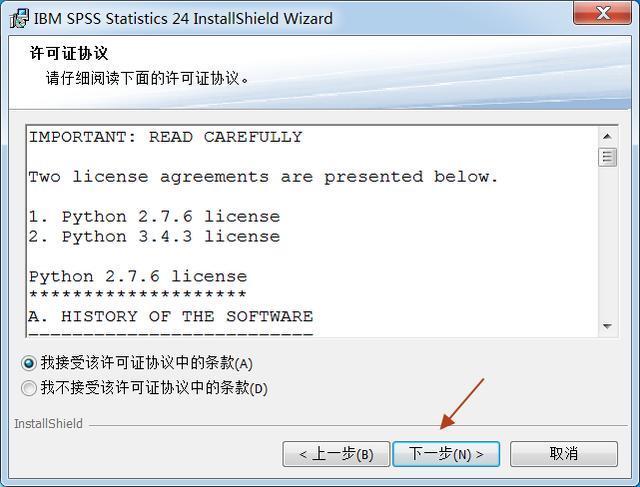 IBM SPSS Statistics 24 InstallShield Wizard
许可证协议
请仔细阅读下面的许可证协议。
IMPORTANT: READ CAREFULLY
Two license agreements are presented below.
1. Python 2.7.6 license
2. Python 3.4.3 license
Python 2.7.6 license
*********************
A. HISTORY OF THE SOFTWARE
==========================
我接受该许可证协议中的条款(A)
我不接受该许可证协议中的条款(D)
InstallShield
< 上一步(B)
下一步(N) >
取消